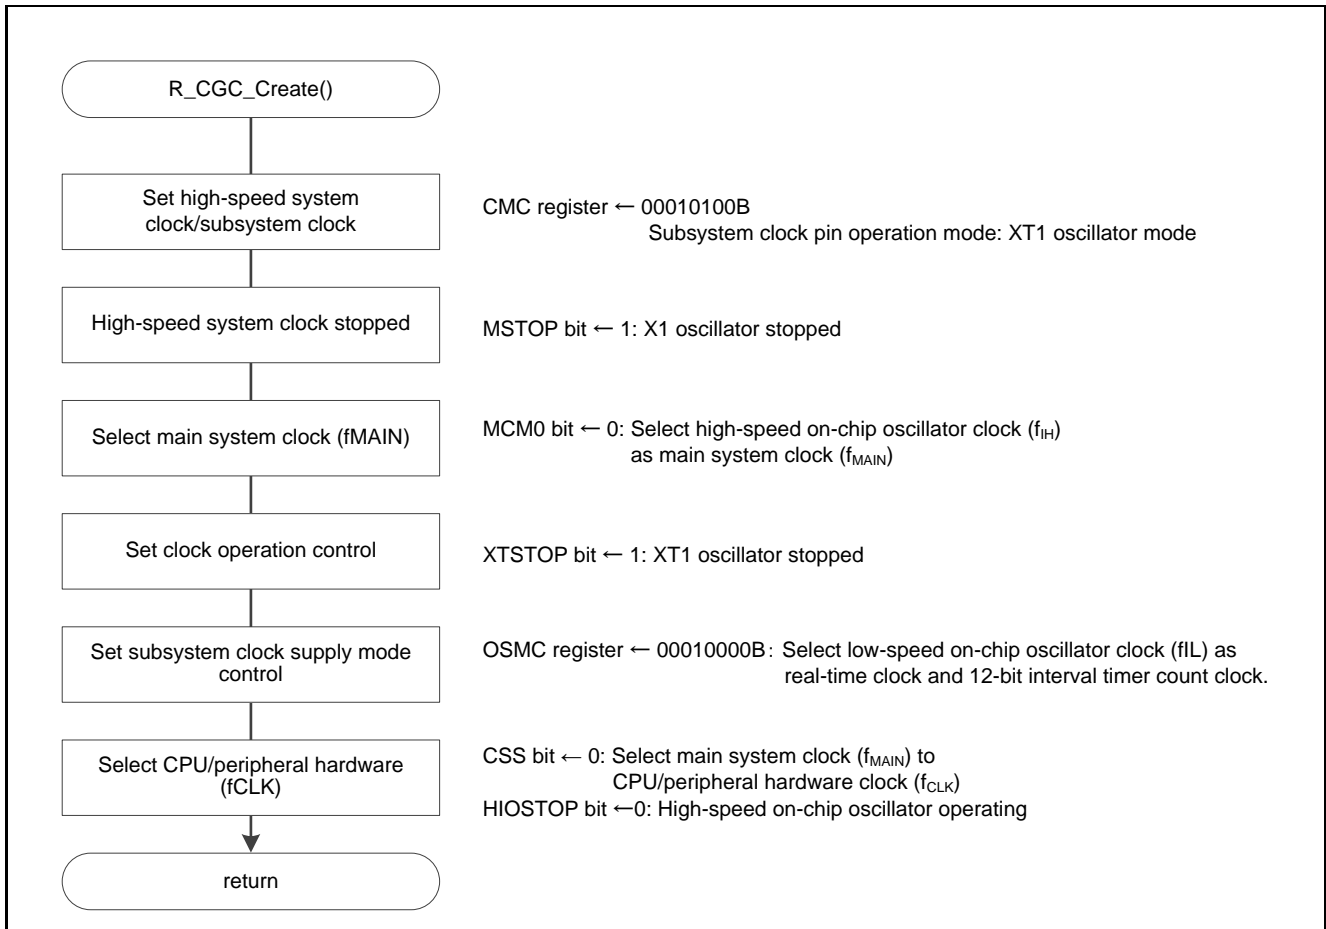 R_CGC_Create()
Set high-speed system
clock/subsystem clock
CMC register ← 00010100B
Subsystem clock pin operation mode: XT1 oscillator mode
High-speed system clock stopped
MSTOP bit ← 1: X1 oscillator stopped
Select main system clock (fMAIN)
MCM0 bit ← 0: Select high-speed on-chip oscillator clock (fIH)
as main system clock (fMAIN)
Set clock operation control
XTSTOP bit ← 1: XT1 oscillator stopped
Set subsystem clock supply mode
control
OSMC register ← 00010000B: Select low-speed on-chip oscillator clock (fIL) as
real-time clock and 12-bit interval timer count clock.
Select CPU/peripheral hardware
(fCLK)
CSS bit ← 0: Select main system clock (fMAIN) to
CPU/peripheral hardware clock (fCLK)
HIOSTOP bit ←0: High-speed on-chip oscillator operating
return